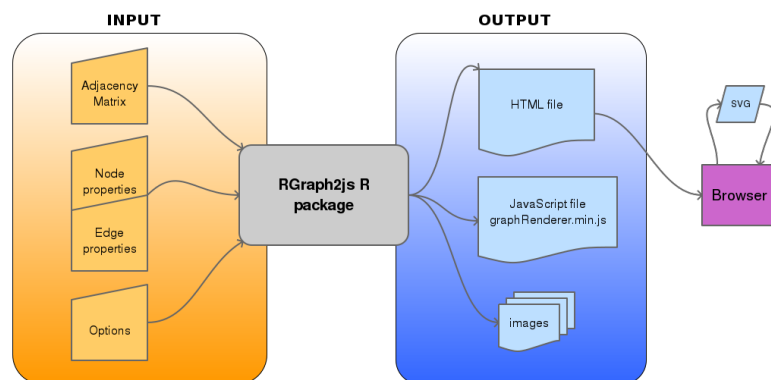 INPUT
OUTPUT
Adjacency
Matrix
Node
properties
Edge
properties
Options
RGraph2js R
package
HTML file
JavaScript file
graphRenderer.min.js
images
SVG
Browser